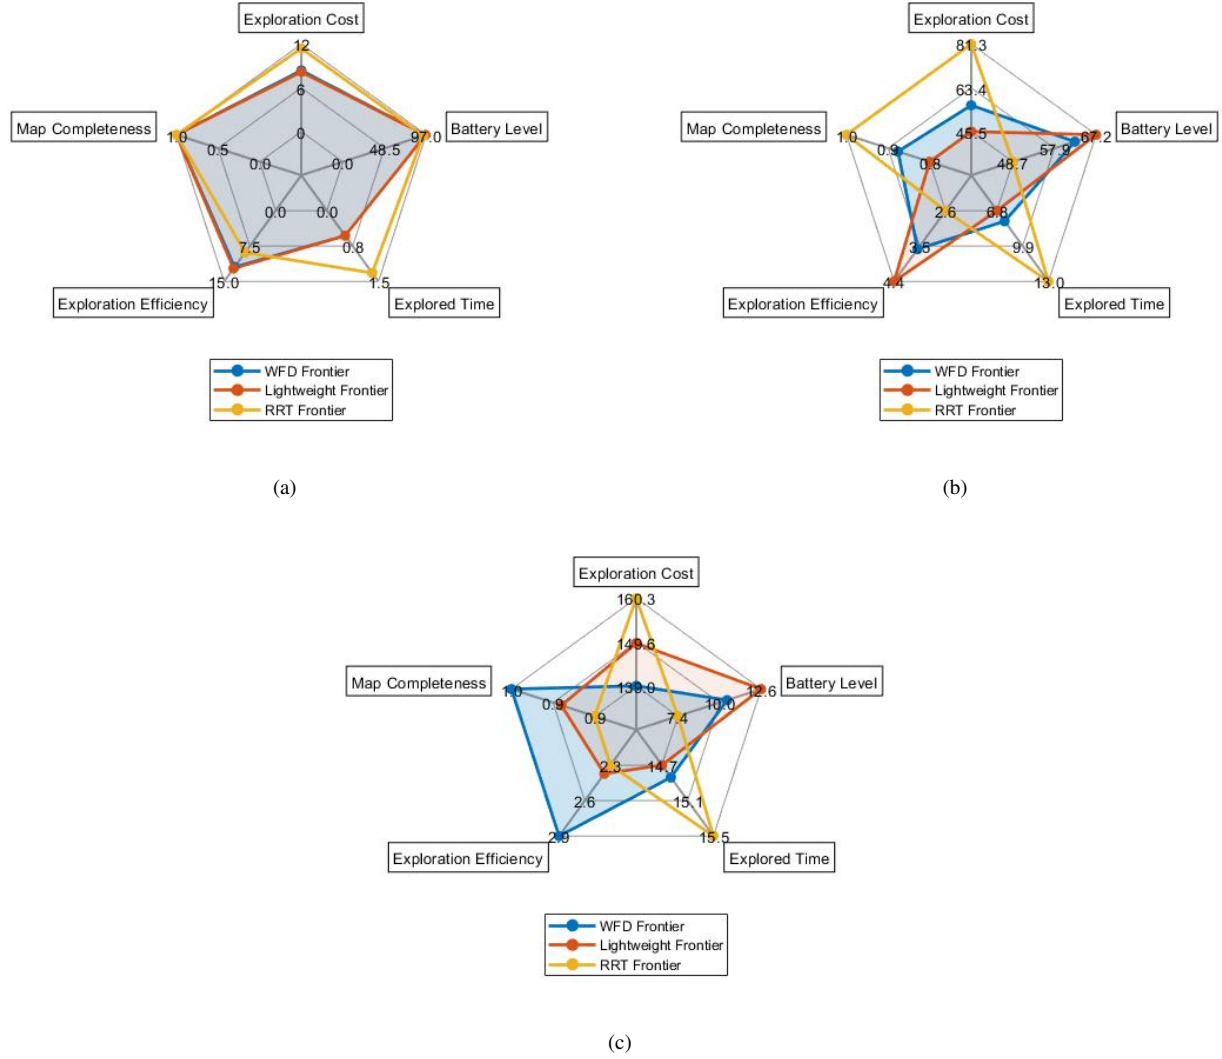 Exploration Cost
12
Map Completeness
6
Battery Level
0
1.0
0.5
0.0
0.0
48.5
97.0
0.0
0.0
7.5
0.8
15.0
1.5
Exploration Efficiency
Explored Time
WFD Frontier
Lightweight Frontier
RRT Frontier
(a)
Exploration Cost
81.3
63.4
Map Completeness
45.5
Battery Level
1.0
0.9
0.8
48.7
57.9
67.2
2.6
6.8
3.5
9.9
4.4
13.0
Exploration Efficiency
Explored Time
WFD Frontier
Lightweight Frontier
RRT Frontier
(b)
Exploration Cost
160.3
149.6
Map Completeness
139.0
Battery Level
1.0
0.9
0.9
7.4
10.0
12.6
2.3
14.7
2.6
15.1
2.9
15.5
Exploration Efficiency
Explored Time
WFD Frontier
Lightweight Frontier
RRT Frontier
(c)